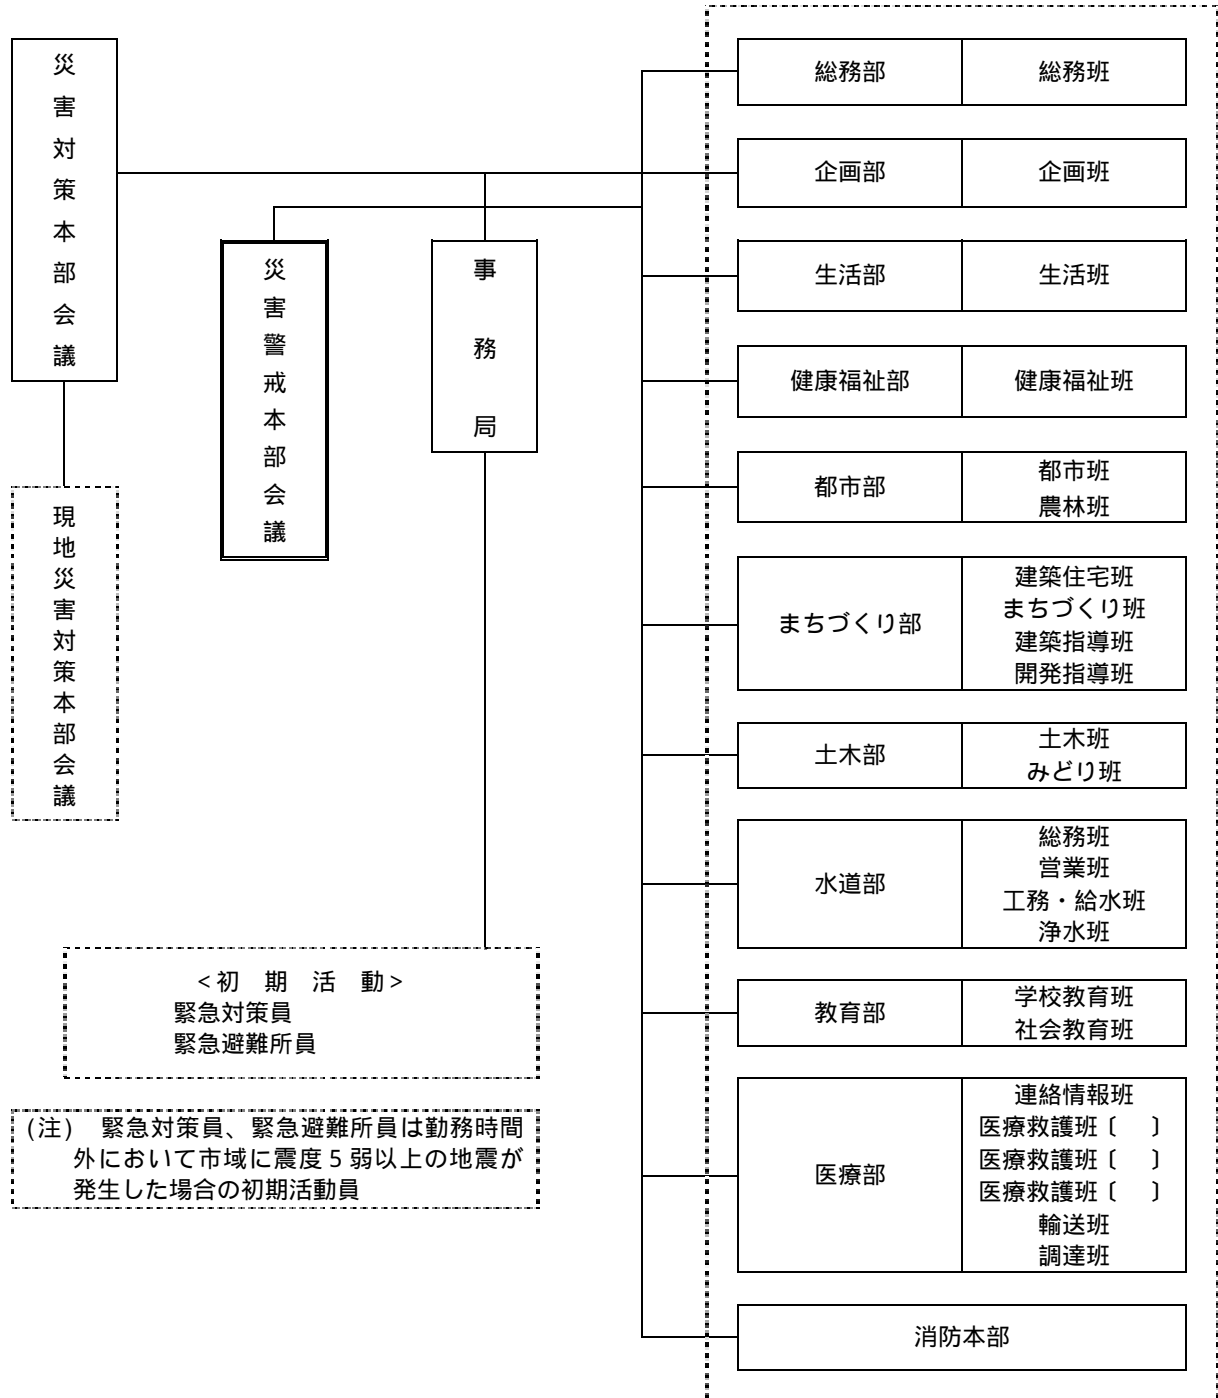 災害対策本部会議
現地災害対策本部会議
災害警戒本部会議
事務局
<初 期 活 動>
緊急対策員
緊急避難所員
(注) 緊急対策員、緊急避難所員は勤務時間
外において市域に震度5弱以上の地震が
発生した場合の初期活動員
総務部
総務班
企画部
企画班
生活部
生活班
健康福祉部
健康福祉班
都市部
都市班
農林班
まちづくり部
建築住宅班
まちづくり班
建築指導班
開発指導班
土木部
土木班
みどり班
水道部
総務班
営業班
工務・給水班
浄水班
教育部
学校教育班
社会教育班
医療部
連絡情報班
医療救護班〔 〕
医療救護班〔 〕
医療救護班〔 〕
輸送班
調達班
消防本部